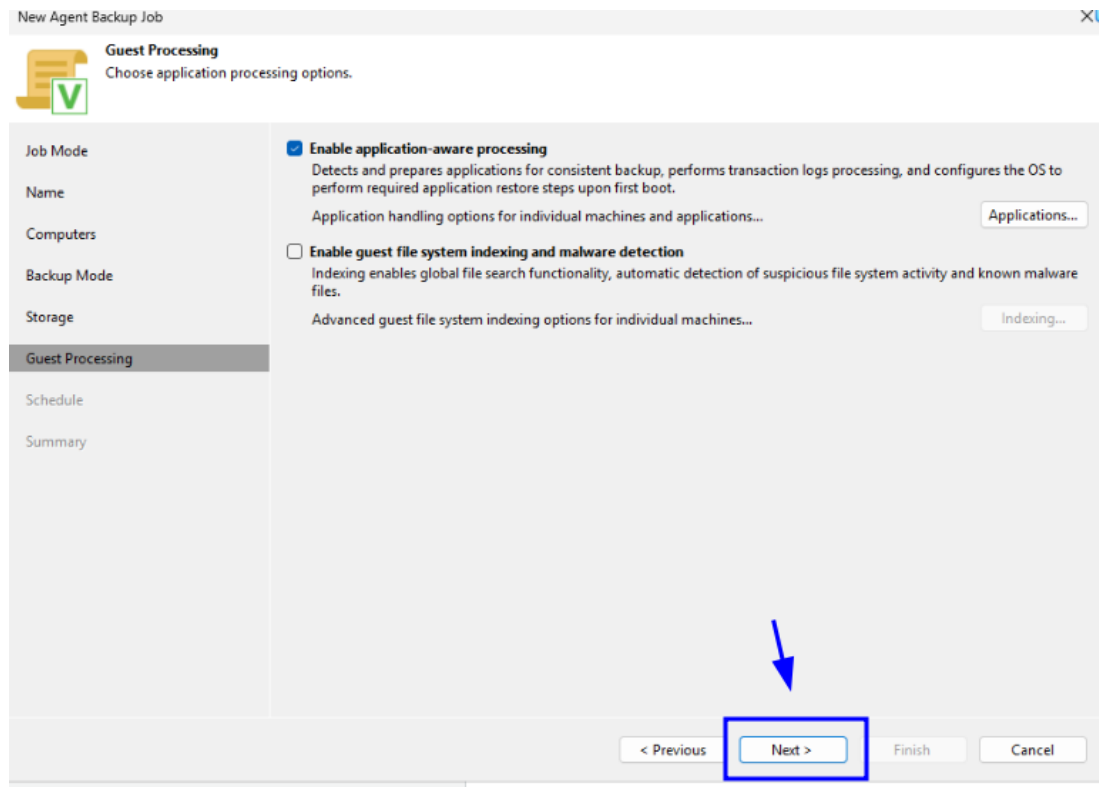 New Agent Backup Job
Guest Processing
Choose application processing options.
Job Mode
Name
Computers
Backup Mode
Storage
Guest Processing
Schedule
Summary
Enable application-aware processing
Detects and prepares applications for consistent backup, performs transaction logs processing, and configures the OS to
perform required application restore steps upon first boot.
Application handling options for individual machines and applications...
Applications...
Enable guest file system indexing and malware detection
Indexing enables global file search functionality, automatic detection of suspicious file system activity and known malware
files.
Advanced guest file system indexing options for individual machines...
Indexing...
< Previous
Next >
Finish
Cancel